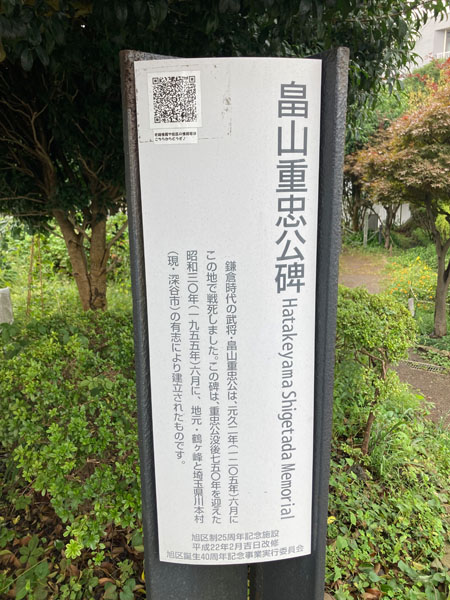 畠山重忠公碑 Hatakeyama Shigetada Memorial
鎌倉時代の武将・畠山重忠公は、元久二年(一二〇五年)六月に
この地で戦死しました。この碑は、重忠公没後七五〇年を迎えた
昭和三〇年(一九五五年)六月に、地元・鶴ヶ峰と埼玉県川本村
(現・深谷市)の有志により建立されたものです。
旭区制25周年記念施設
平成22年2月吉日改修
旭区誕生40周年記念事業実行委員会